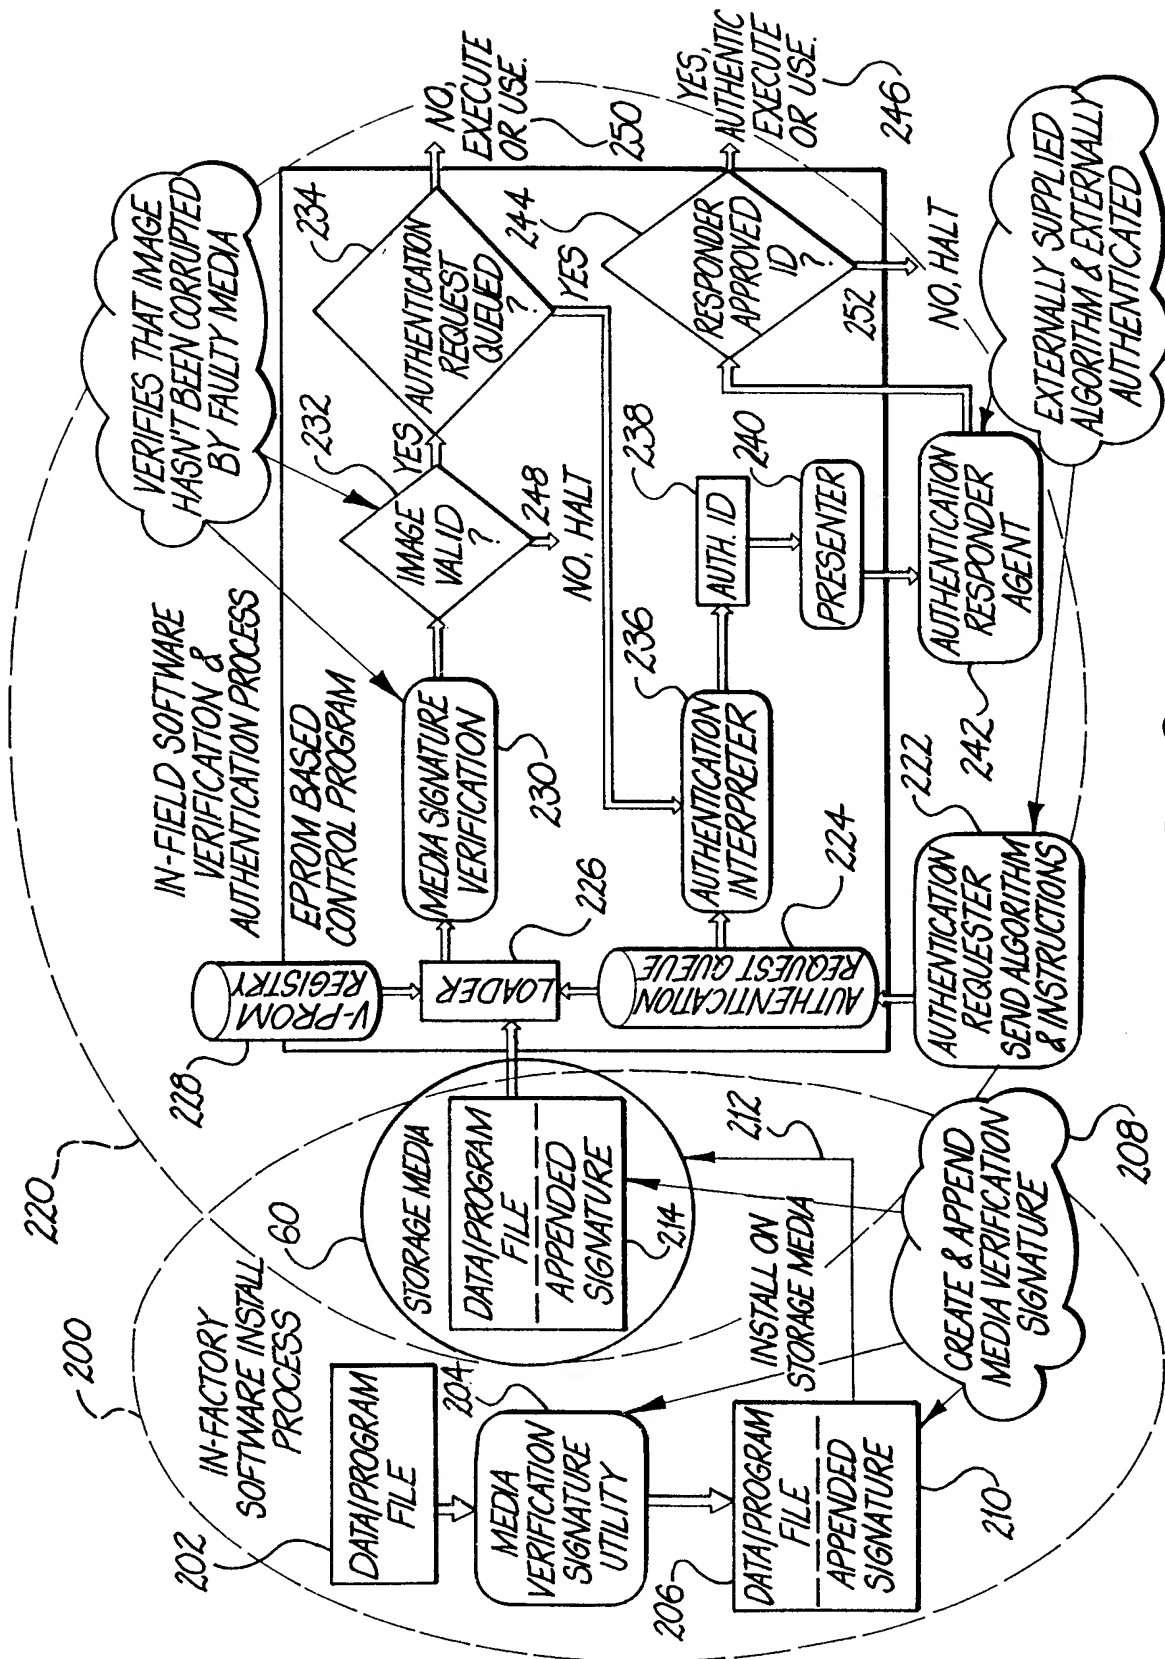 200
IN-FACTORY
SOFTWARE INSTALL
PROCESS
202
DATA/PROGRAM
FILE
204
MEDIA
VERIFICATION
SIGNATURE
UTILITY
206
DATA/PROGRAM
FILE
APPENDED
SIGNATURE
210
INSTALL ON
STORAGE MEDIA
212
CREATE & APPEND
MEDIA VERIFICATION
SIGNATURE
208
60
STORAGE MEDIA
DATA/PROGRAM
FILE
APPENDED
SIGNATURE
214
220
IN-FIELD SOFTWARE
VERIFICATION &
AUTHENTICATION PROCESS
228
V-PROM
REGISTRY
EPROM BASED
CONTROL PROGRAM
LOADER
226
MEDIA SIGNATURE
VERIFICATION
230
VERIFIES THAT IMAGE
HASN'T BEEN CORRUPTED
BY FAULTY MEDIA
232
IMAGE
VALID
?
YES
248
NO, HALT
234
AUTHENTICATION
REQUEST
QUEUED
?
YES
NO,
EXECUTE
OR USE.
250
AUTHENTICATION
REQUEST QUEUE
224
AUTHENTICATION
INTERPRETER
236
AUTH. ID
238
PRESENTER
240
244
RESPONDER
APPROVED
ID
?
YES,
AUTHENTIC
EXECUTE
OR USE.
246
252
NO, HALT
AUTHENTICATION
REQUESTER
SEND ALGORITHM
& INSTRUCTIONS
222
AUTHENTICATION
RESPONDER
AGENT
242
EXTERNALLY SUPPLIED
ALGORITHM & EXTERNALLY
AUTHENTICATED